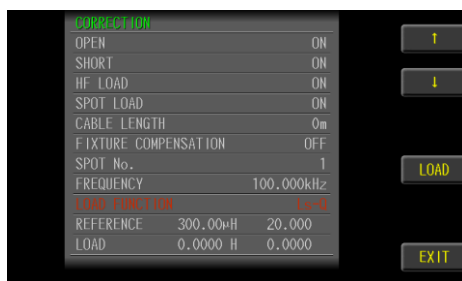 CORRECTION
OPEN ON
SHORT ON
HF LOAD ON
SPOT LOAD ON
CABLE LENGTH 0m
FIXTURE COMPENSATION OFF
SPOT No. 1
FREQUENCY 100.000kHz
LOAD FUNCTION Ls-Q
REFERENCE 300.00µH 20.000
LOAD 0.0000 H 0.0000
↑
↓
LOAD
EXIT